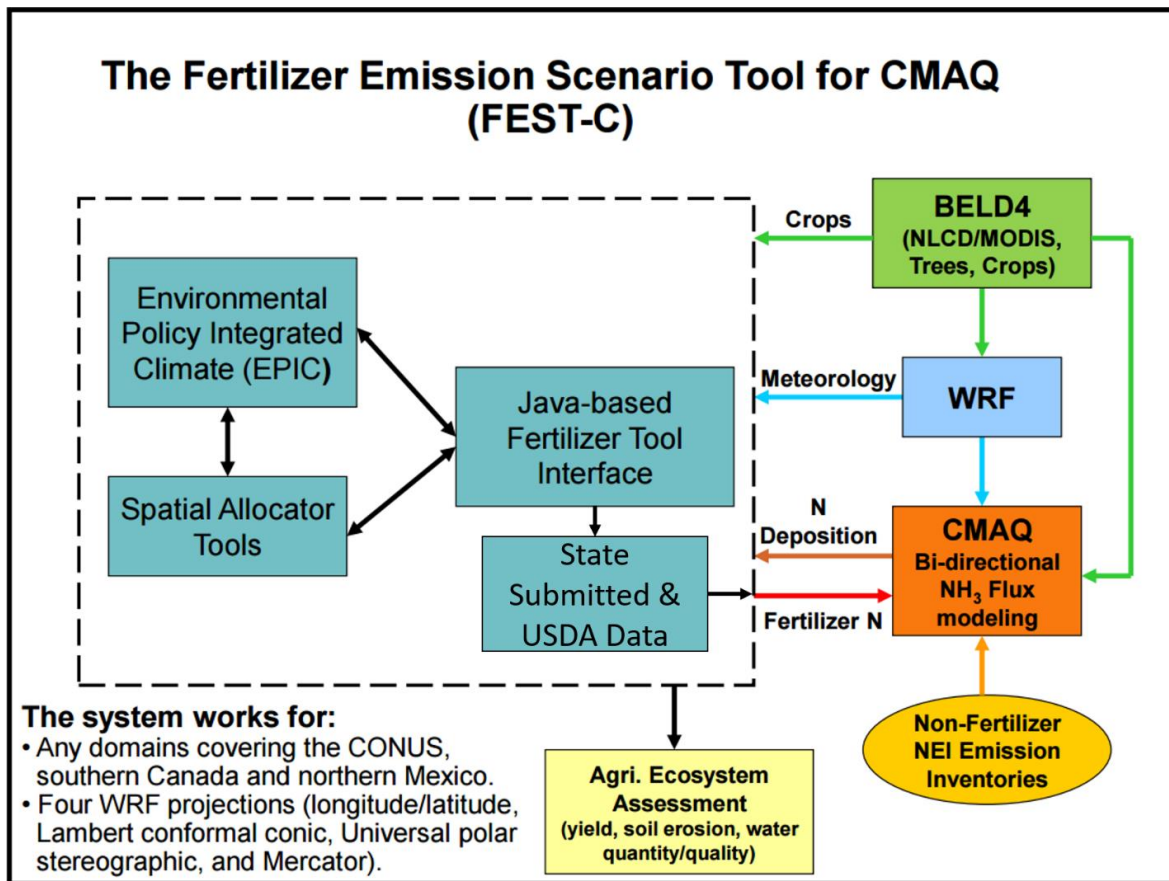 The Fertilizer Emission Scenario Tool for CMAQ
(FEST-C)
Environmental
Policy Integrated
Climate (EPIC)
Spatial Allocator
Tools
Java-based
Fertilizer Tool
Interface
State
Submitted &
USDA Data
Crops
BELD4
(NLCD/MODIS,
Trees, Crops)
Meteorology
WRF
N
Deposition
CMAQ
Bi-directional
NH₃ Flux
modeling
Fertilizer N
Non-Fertilizer
NEI Emission
Inventories
Agri. Ecosystem
Assessment
(yield, soil erosion, water
quantity/quality)
The system works for:
• Any domains covering the CONUS,
southern Canada and northern Mexico.
• Four WRF projections (longitude/latitude,
Lambert conformal conic, Universal polar
stereographic, and Mercator).